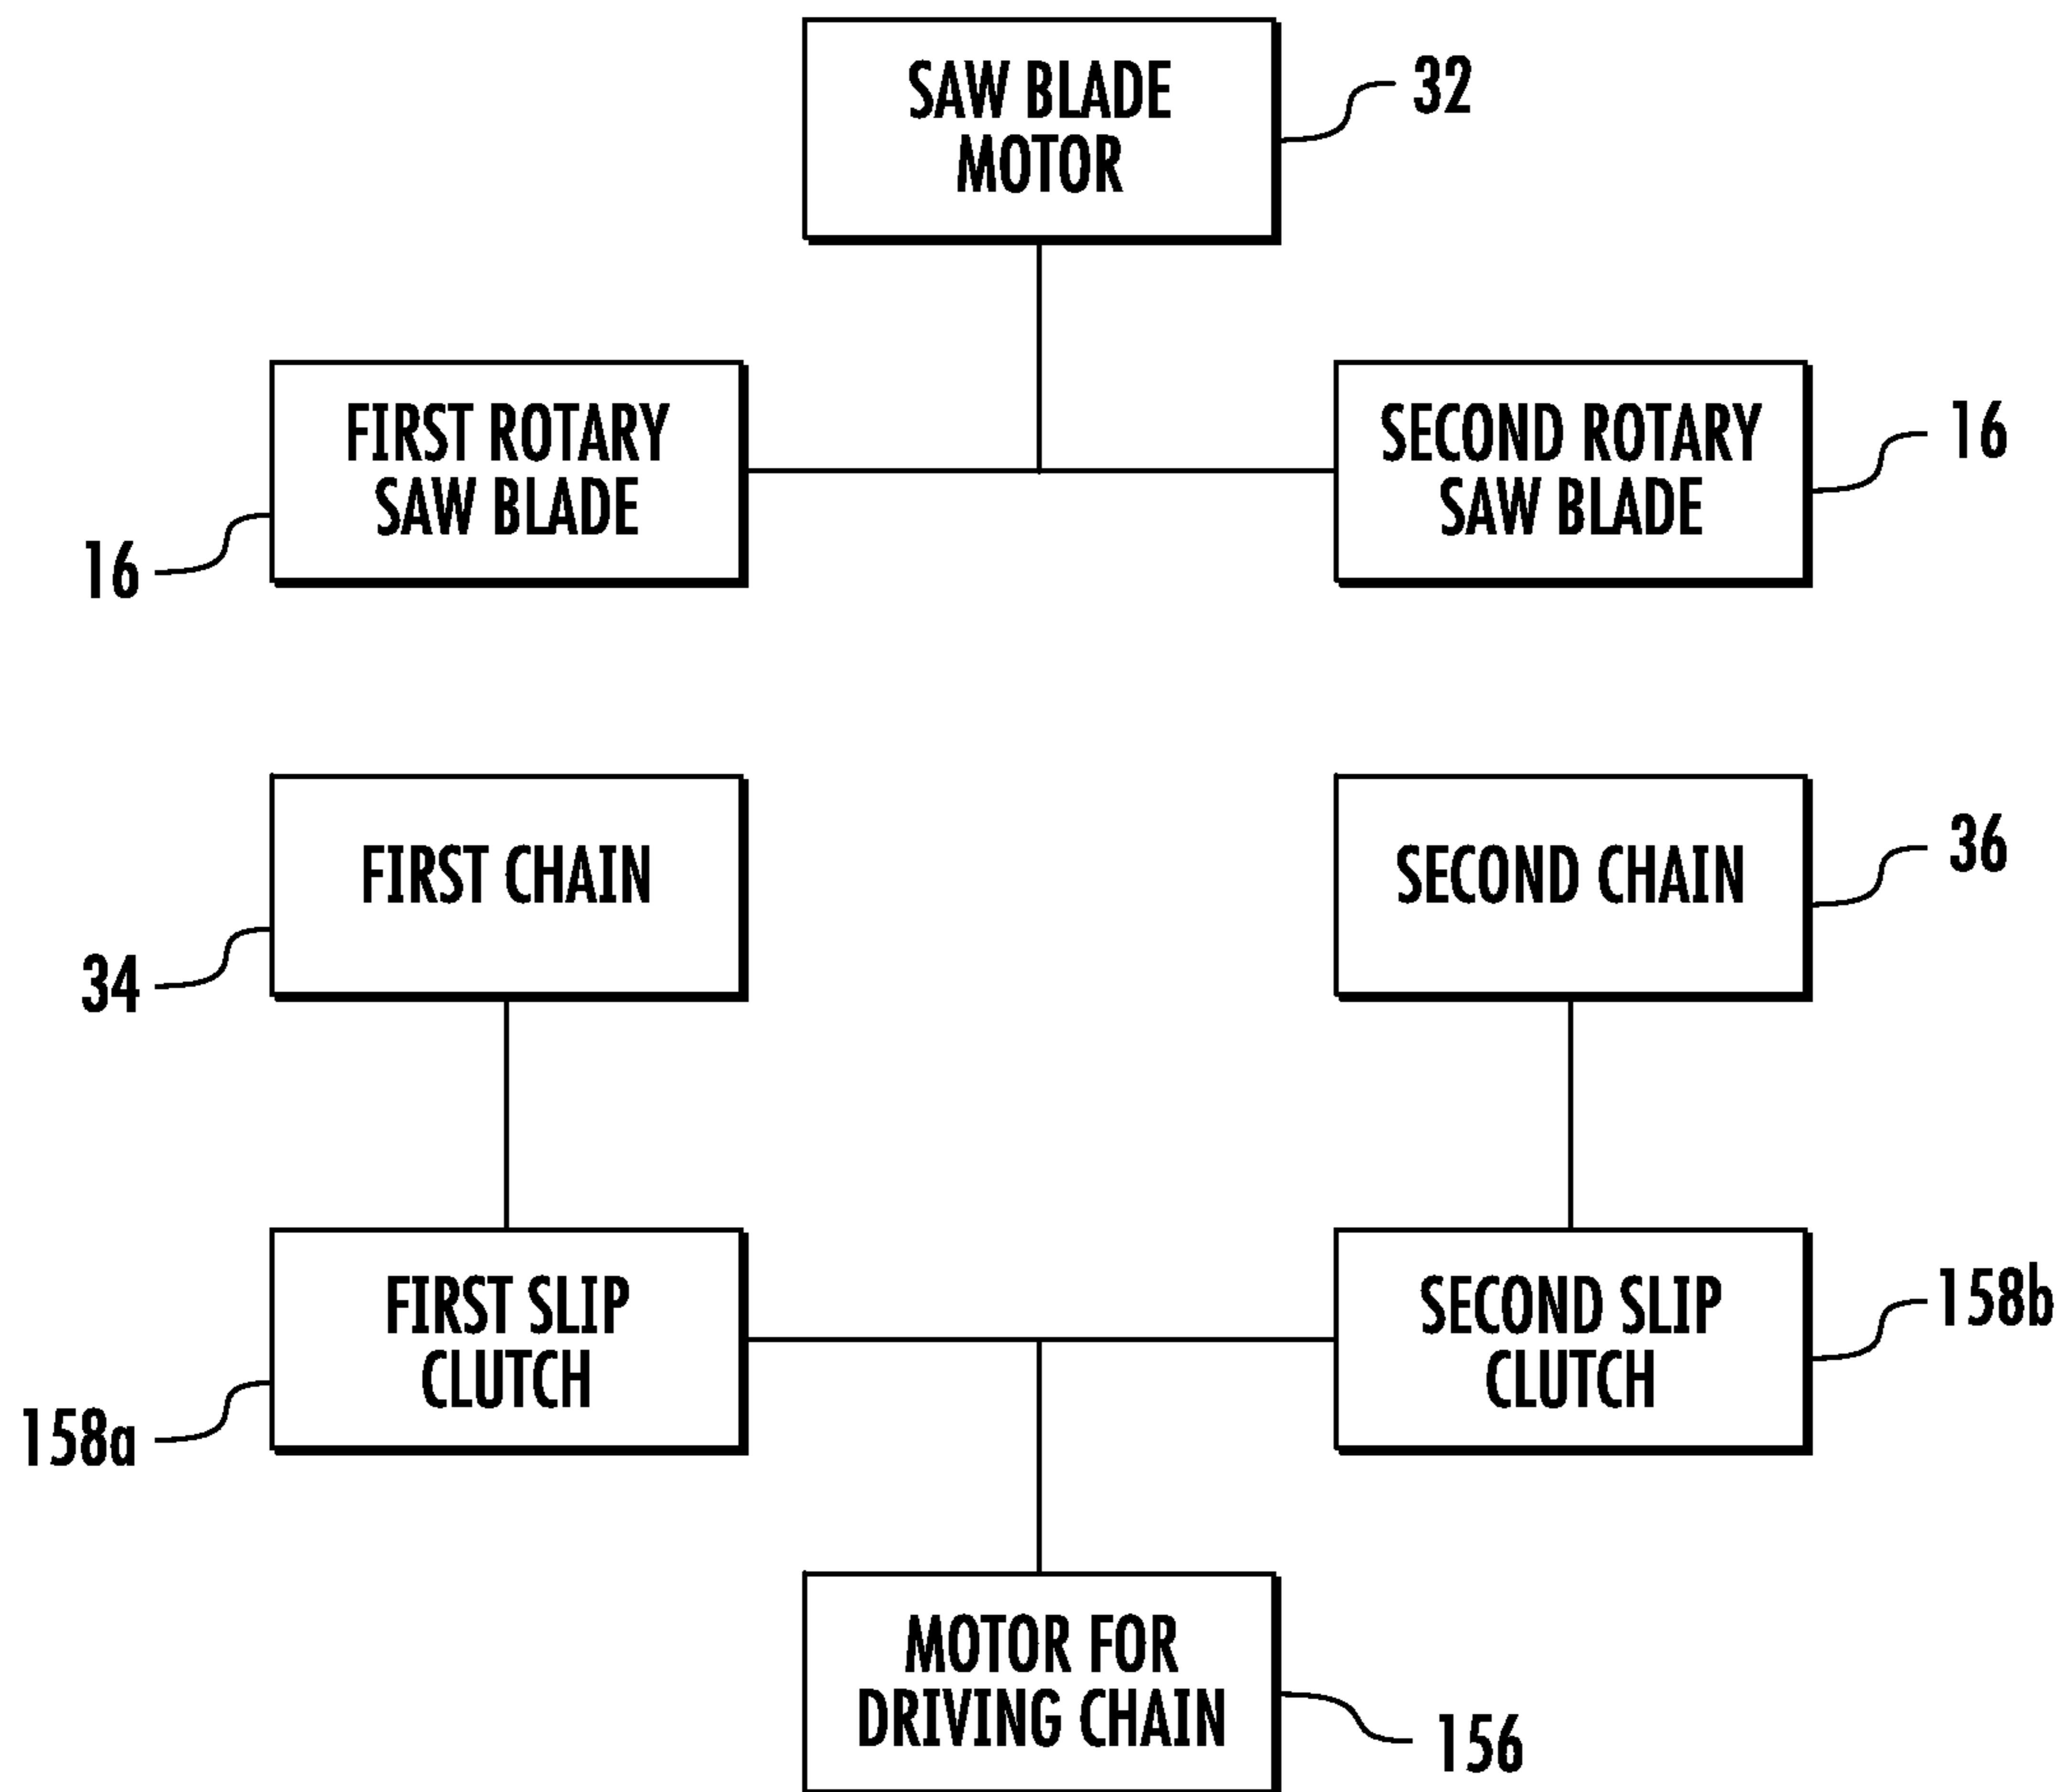 SAW BLADE
MOTOR
32
FIRST ROTARY
SAW BLADE
16
SECOND ROTARY
SAW BLADE
16
FIRST CHAIN
34
SECOND CHAIN
36
FIRST SLIP
CLUTCH
158a
SECOND SLIP
CLUTCH
158b
MOTOR FOR
DRIVING CHAIN
156